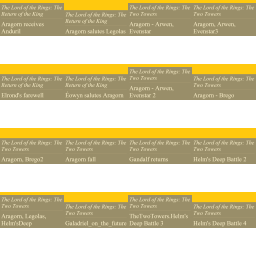 The Lord of the Rings: The
Return of the King
Aragorn receives
Andúril
The Lord of the Rings: The
Return of the King
Aragorn salutes Legolas
The Lord of the Rings: The
Two Towers
Aragorn - Arwen,
Evenstar
The Lord of the Rings: The
Two Towers
Aragorn, Arwen,
Evenstar3
The Lord of the Rings: The
Return of the King
Elrond's farewell
The Lord of the Rings: The
Return of the King
Eowyn salutes Aragorn
The Lord of the Rings: The
Two Towers
Aragorn - Arwen,
Evenstar 2
The Lord of the Rings: The
Two Towers
Aragorn - Brego
The Lord of the Rings: The
Two Towers
Aragorn, Brego2
The Lord of the Rings: The
Two Towers
Aragorn fall
The Lord of the Rings: The
Two Towers
Gandalf returns
The Lord of the Rings: The
Two Towers
Helm's Deep Battle 2
The Lord of the Rings: The
Two Towers
Aragorn, Legolas,
Helm'sDeep
The Lord of the Rings: The
Two Towers
Galadriel_on_the_future
The Lord of the Rings: The
Two Towers
TheTwoTowers Helm's
Deep Battle 3
The Lord of the Rings: The
Two Towers
Helm's Deep Battle 4